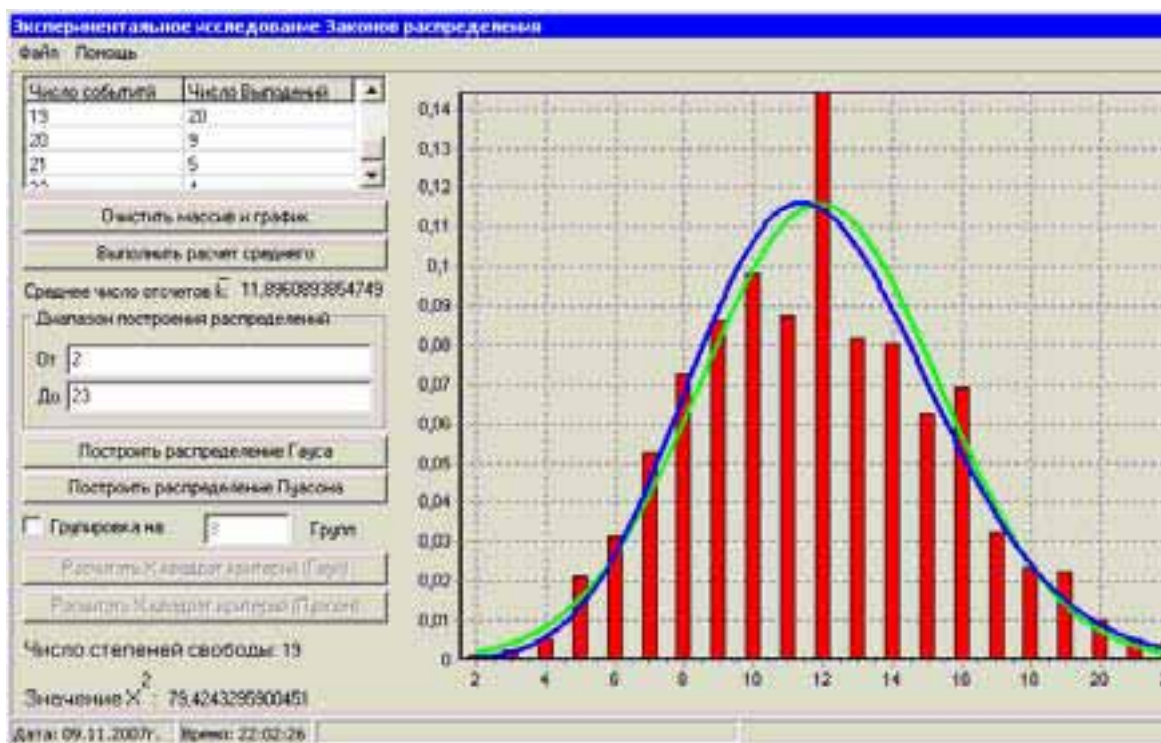 Экспериментальное исследование Законов распределения
Файл Помощь
Число событий Число Выпадений
19 20
20 9
21 5
Очистить массив и график
Выполнить расчет среднего
Среднее число отсчетов k: 11,8960893854749
Диапазон построения распределений
От 2
До 23
Построить распределение Гауса
Построить распределение Пуасона
Групировка на 3 Групп
Расчитать Х квадрат критерий (Гаус)
Расчитать Х квадрат критерий (Пуасон)
Число степеней свободы: 19
Значение X²: 79,4243295900451
Дата: 09.11.2007г. Время: 22:02:26
0,14
0,13
0,12
0,11
0,1
0,09
0,08
0,07
0,06
0,05
0,04
0,03
0,02
0,01
0
2 4 6 8 10 12 14 16 18 20